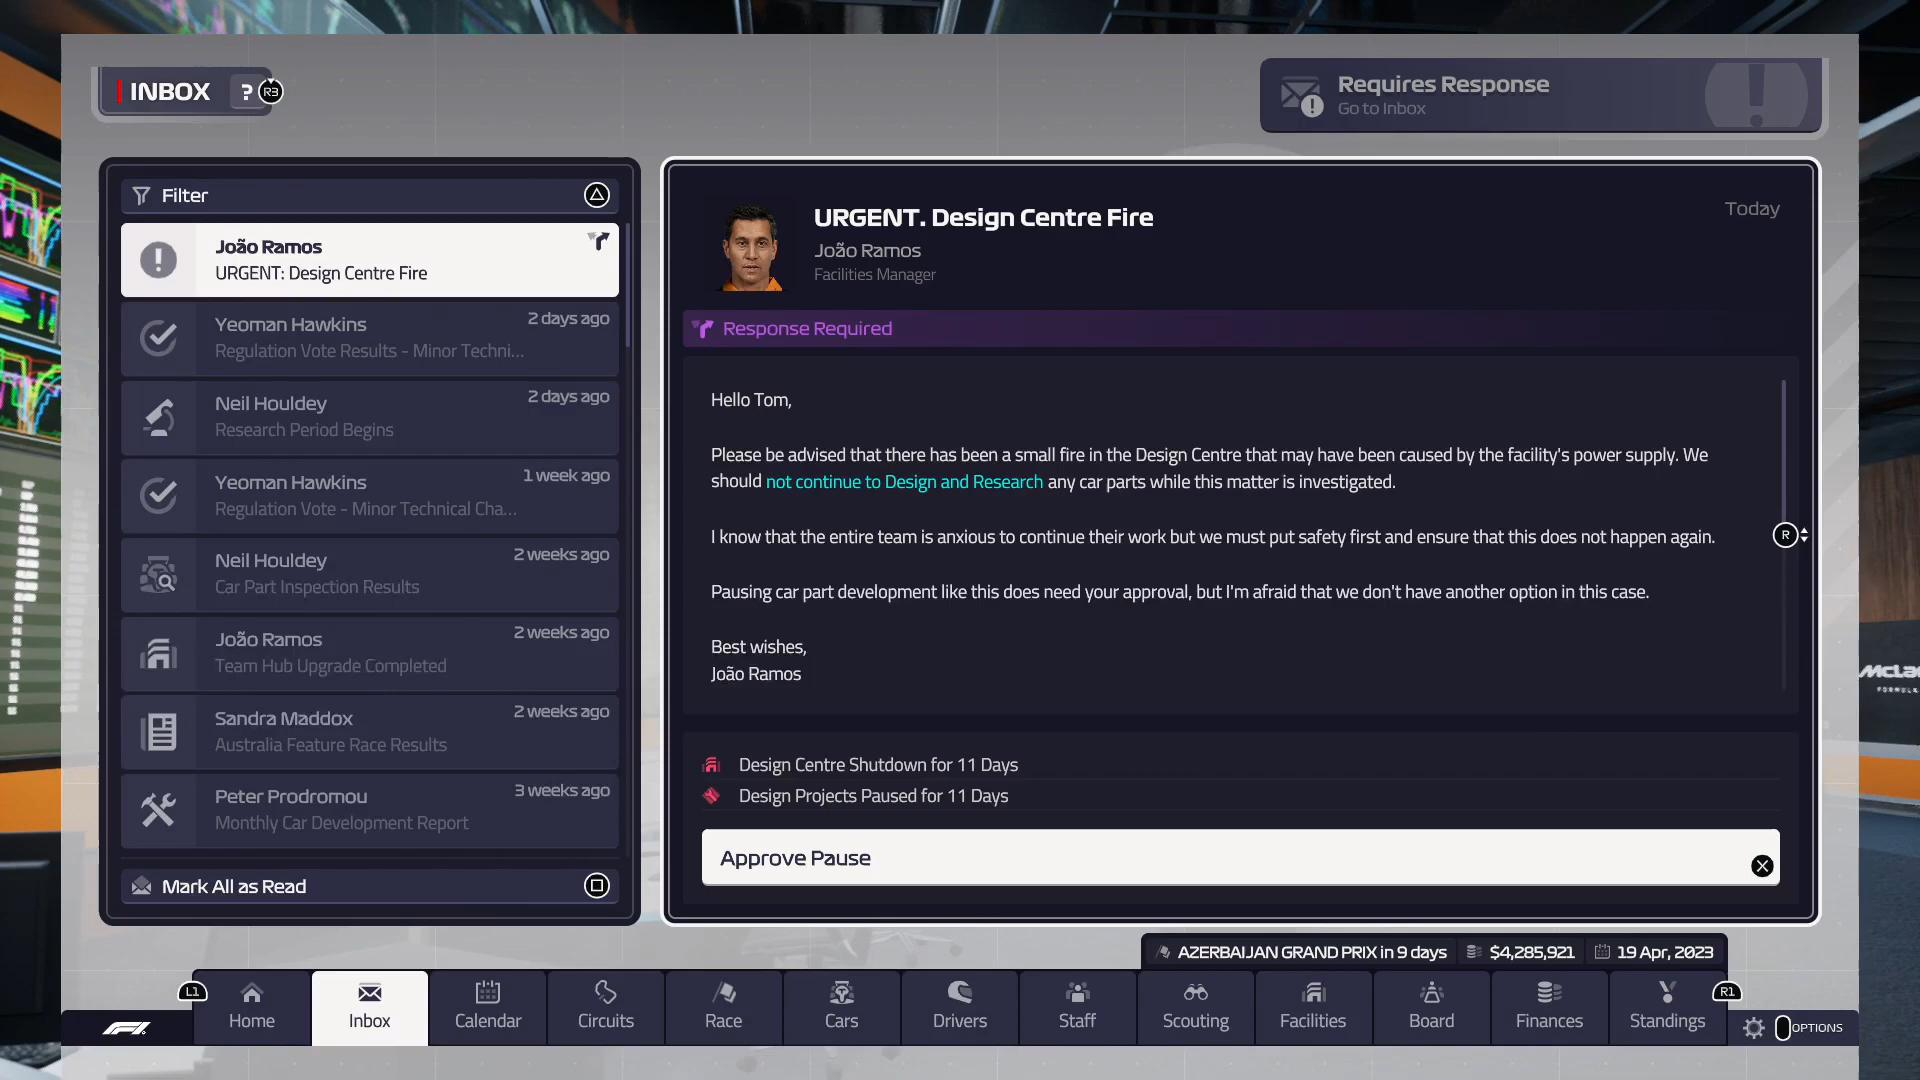 INBOX
?
R3
Requires Response
Go to Inbox
Filter
João Ramos
URGENT: Design Centre Fire
Yeoman Hawkins
2 days ago
Regulation Vote Results - Minor Techni...
Neil Houldey
2 days ago
Research Period Begins
Yeoman Hawkins
1 week ago
Regulation Vote - Minor Technical Cha...
Neil Houldey
2 weeks ago
Car Part Inspection Results
João Ramos
2 weeks ago
Team Hub Upgrade Completed
Sandra Maddox
2 weeks ago
Australia Feature Race Results
Peter Prodromou
3 weeks ago
Monthly Car Development Report
Mark All as Read
URGENT. Design Centre Fire
Today
João Ramos
Facilities Manager
Response Required
Hello Tom,
Please be advised that there has been a small fire in the Design Centre that may have been caused by the facility's power supply. We
should not continue to Design and Research any car parts while this matter is investigated.
I know that the entire team is anxious to continue their work but we must put safety first and ensure that this does not happen again.
R
Pausing car part development like this does need your approval, but I'm afraid that we don't have another option in this case.
Best wishes,
João Ramos
Design Centre Shutdown for 11 Days
Design Projects Paused for 11 Days
Approve Pause
AZERBAIJAN GRAND PRIX in 9 days
$4,285,921
19 Apr, 2023
L1
Home
Inbox
Calendar
Circuits
Race
Cars
Drivers
Staff
Scouting
Facilities
Board
Finances
Standings
R1
F1
OPTIONS